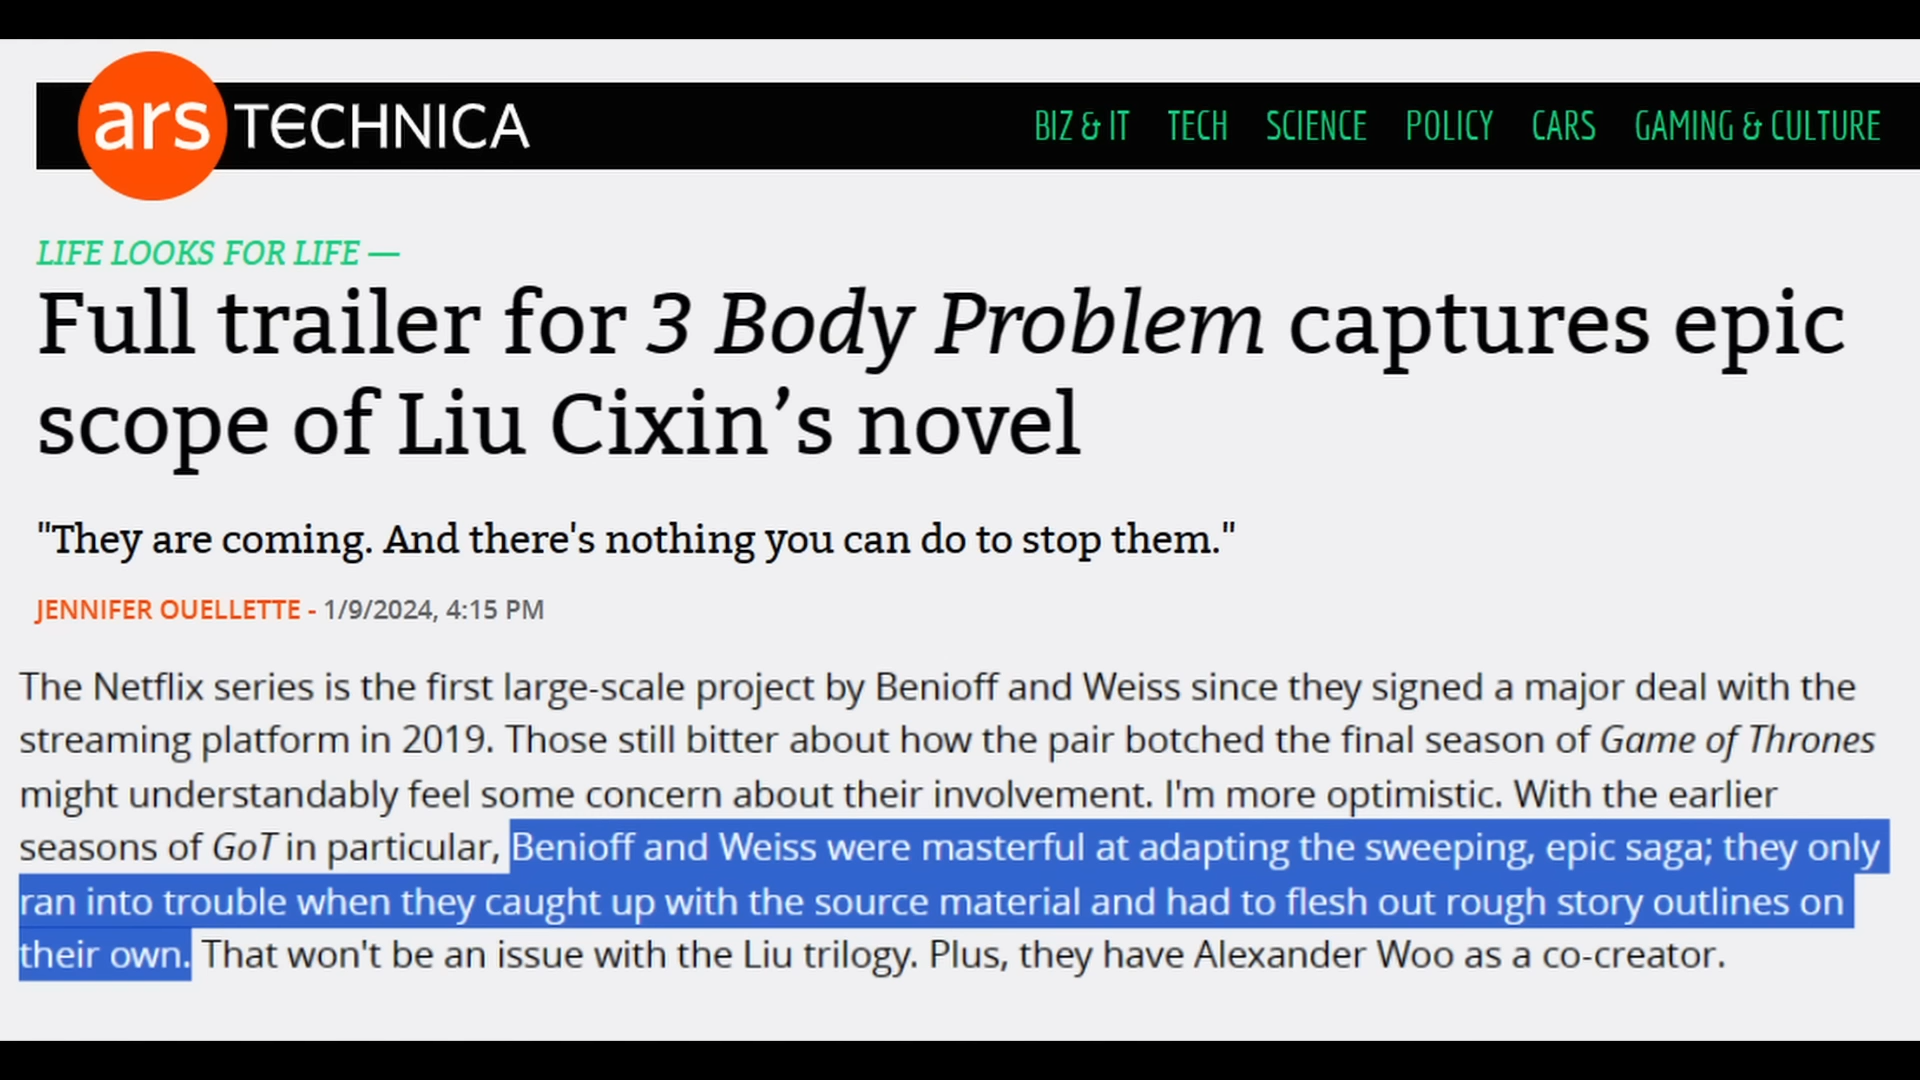 ars TECHNICA
BIZ & IT TECH SCIENCE POLICY CARS GAMING & CULTURE
LIFE LOOKS FOR LIFE —
Full trailer for 3 Body Problem captures epic
scope of Liu Cixin’s novel
"They are coming. And there's nothing you can do to stop them."
JENNIFER OUELLETTE - 1/9/2024, 4:15 PM
The Netflix series is the first large-scale project by Benioff and Weiss since they signed a major deal with the
streaming platform in 2019. Those still bitter about how the pair botched the final season of Game of Thrones
might understandably feel some concern about their involvement. I'm more optimistic. With the earlier
seasons of GoT in particular, Benioff and Weiss were masterful at adapting the sweeping, epic saga; they only
ran into trouble when they caught up with the source material and had to flesh out rough story outlines on
their own. That won't be an issue with the Liu trilogy. Plus, they have Alexander Woo as a co-creator.